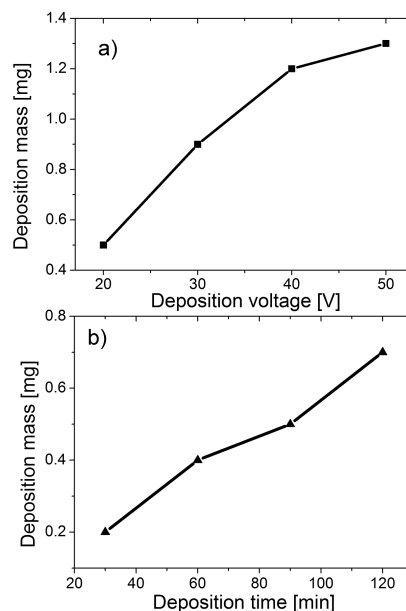 a)
Deposition mass [mg]
1.4
1.2
1.0
0.8
0.6
0.4
20 30 40 50
Deposition voltage [V]
b)
Deposition mass [mg]
0.8
0.6
0.4
0.2
20 40 60 80 100 120
Deposition time [min]